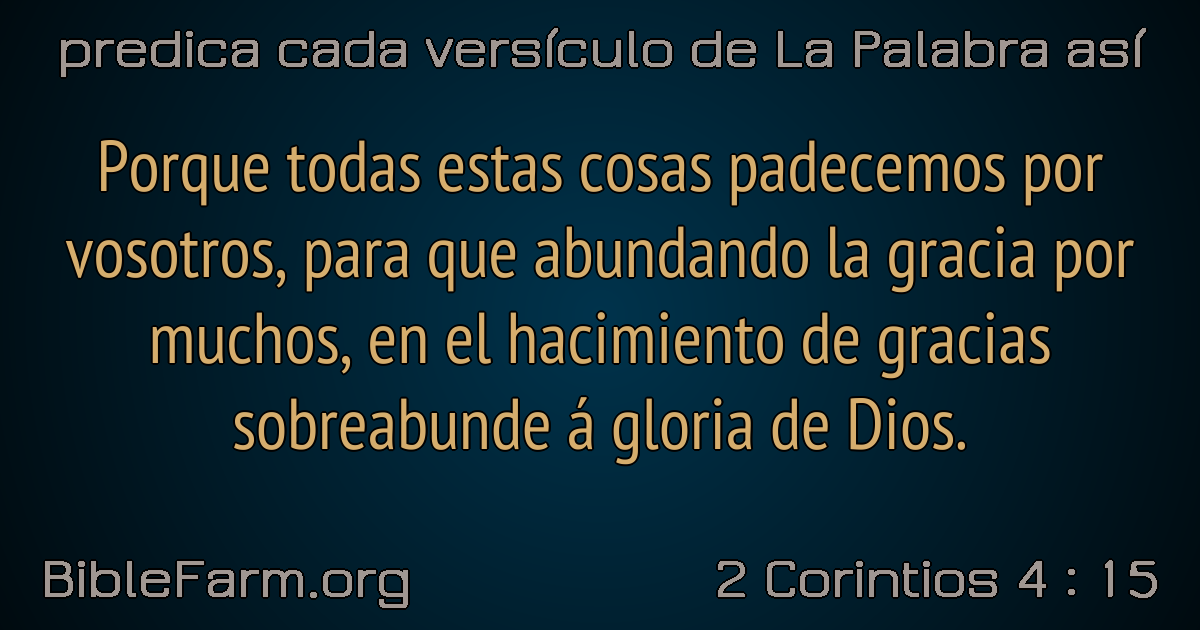 predica cada versículo de La Palabra así
Porque todas estas cosas padecemos por
vosotros, para que abundando la gracia por
muchos, en el hacimiento de gracias
sobreabunde á gloria de Dios.
BibleFarm.org
2 Corintios 4 : 15